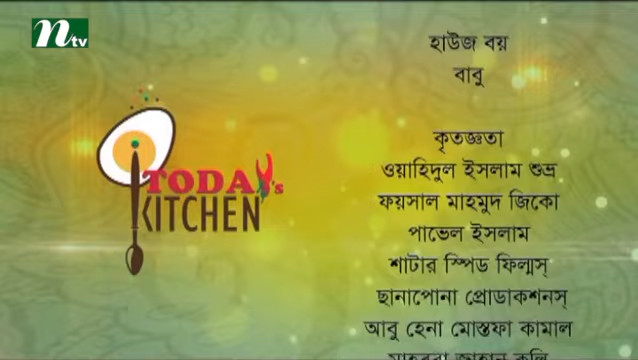 ntv
হাউজ বয়
বাবু
কৃতজ্ঞতা
ওয়াহিদুল ইসলাম শুভ্র
ফয়সাল মাহমুদ জিকো
পাভেল ইসলাম
শাটার স্পিড ফিল্মস্
ছানাপোনা প্রোডাকশনস্
আবু হেনা মোস্তফা কামাল
TODAY's
KITCHEN